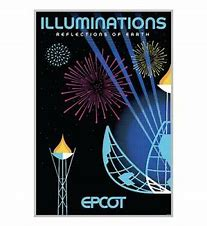 ILLUMINATIONS
REFLECTIONS OF EARTH
EPCOT